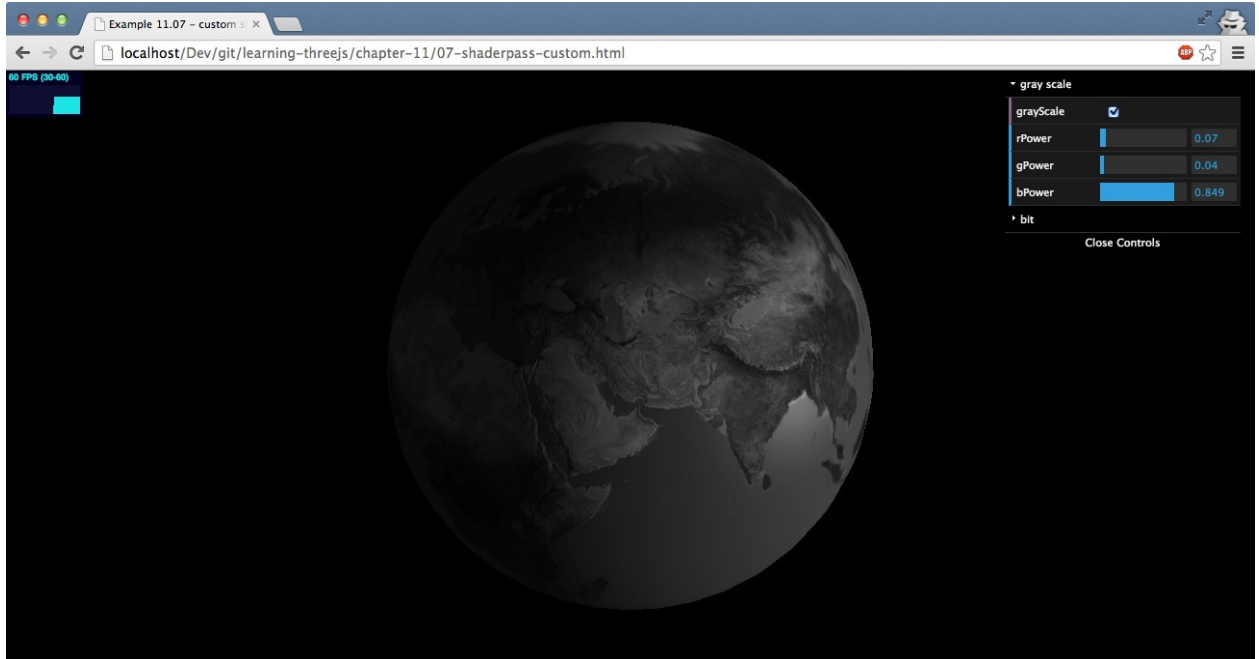 Example 11.07 - custom s
localhost/Dev/git/learning-threejs/chapter-11/07-shaderpass-custom.html
ABP
60 FPS (30-60)
gray scale
grayScale
rPower 0.07
gPower 0.04
bPower 0.849
bit
Close Controls